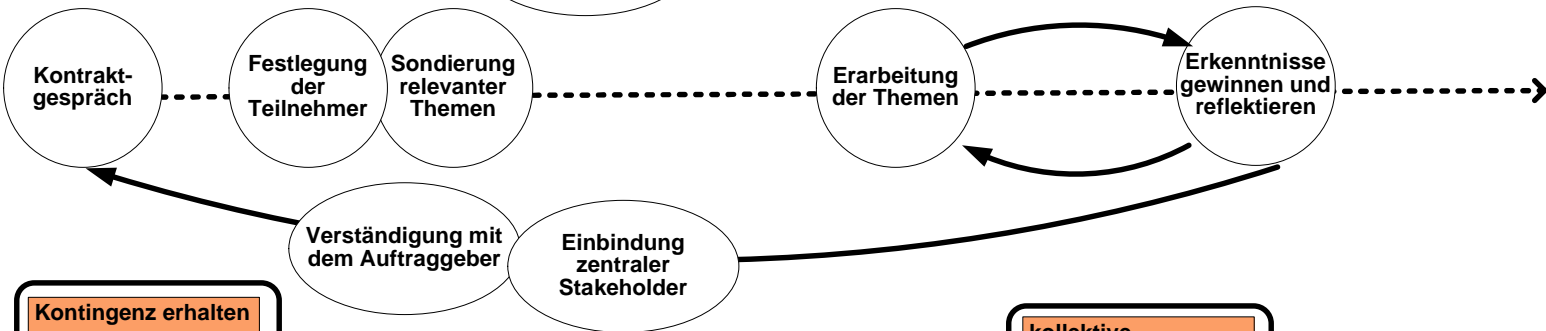 Kontrakt-
gespräch
Festlegung
der
Teilnehmer
Sondierung
relevanter
Themen
Erarbeitung
der Themen
Erkenntnisse
gewinnen und
reflektieren
Verständigung mit
dem Auftraggeber
Einbindung
zentraler
Stakeholder
Kontingenz erhalten
kollektive